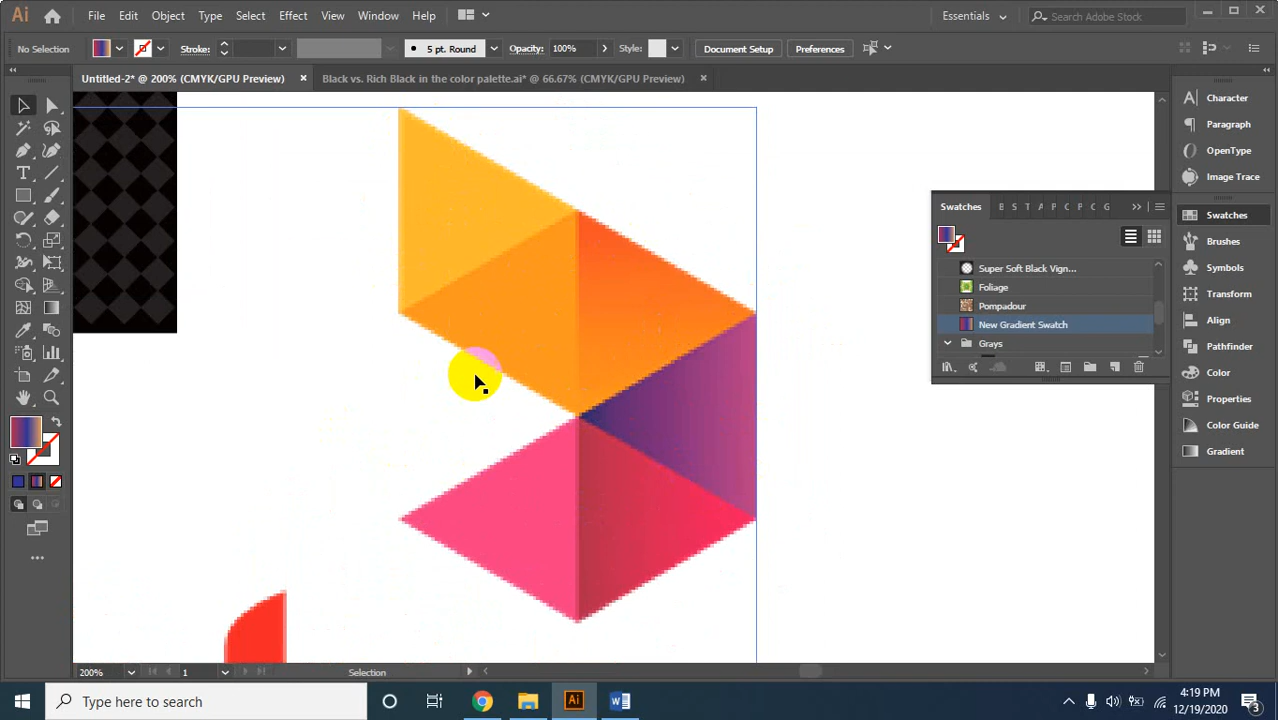 Ai File Edit Object Type Select Effect View Window Help Essentials Search Adobe Stock
No Selection Stroke: 5 pt. Round Opacity: 100% Style: Document Setup Preferences
Untitled-2* @ 200% (CMYK/GPU Preview) × Black vs. Rich Black in the color palette.ai* @ 66.67% (CMYK/GPU Preview) ×
Character
Paragraph
OpenType
Image Trace
Swatches
Brushes
Symbols
Transform
Align
Pathfinder
Color
Properties
Color Guide
Gradient
Swatches B S T A P C P C G
Super Soft Black Vign...
Foliage
Pompadour
New Gradient Swatch
Grays
200% 1 Selection
Type here to search
Ai
W
4:19 PM
12/19/2020
3